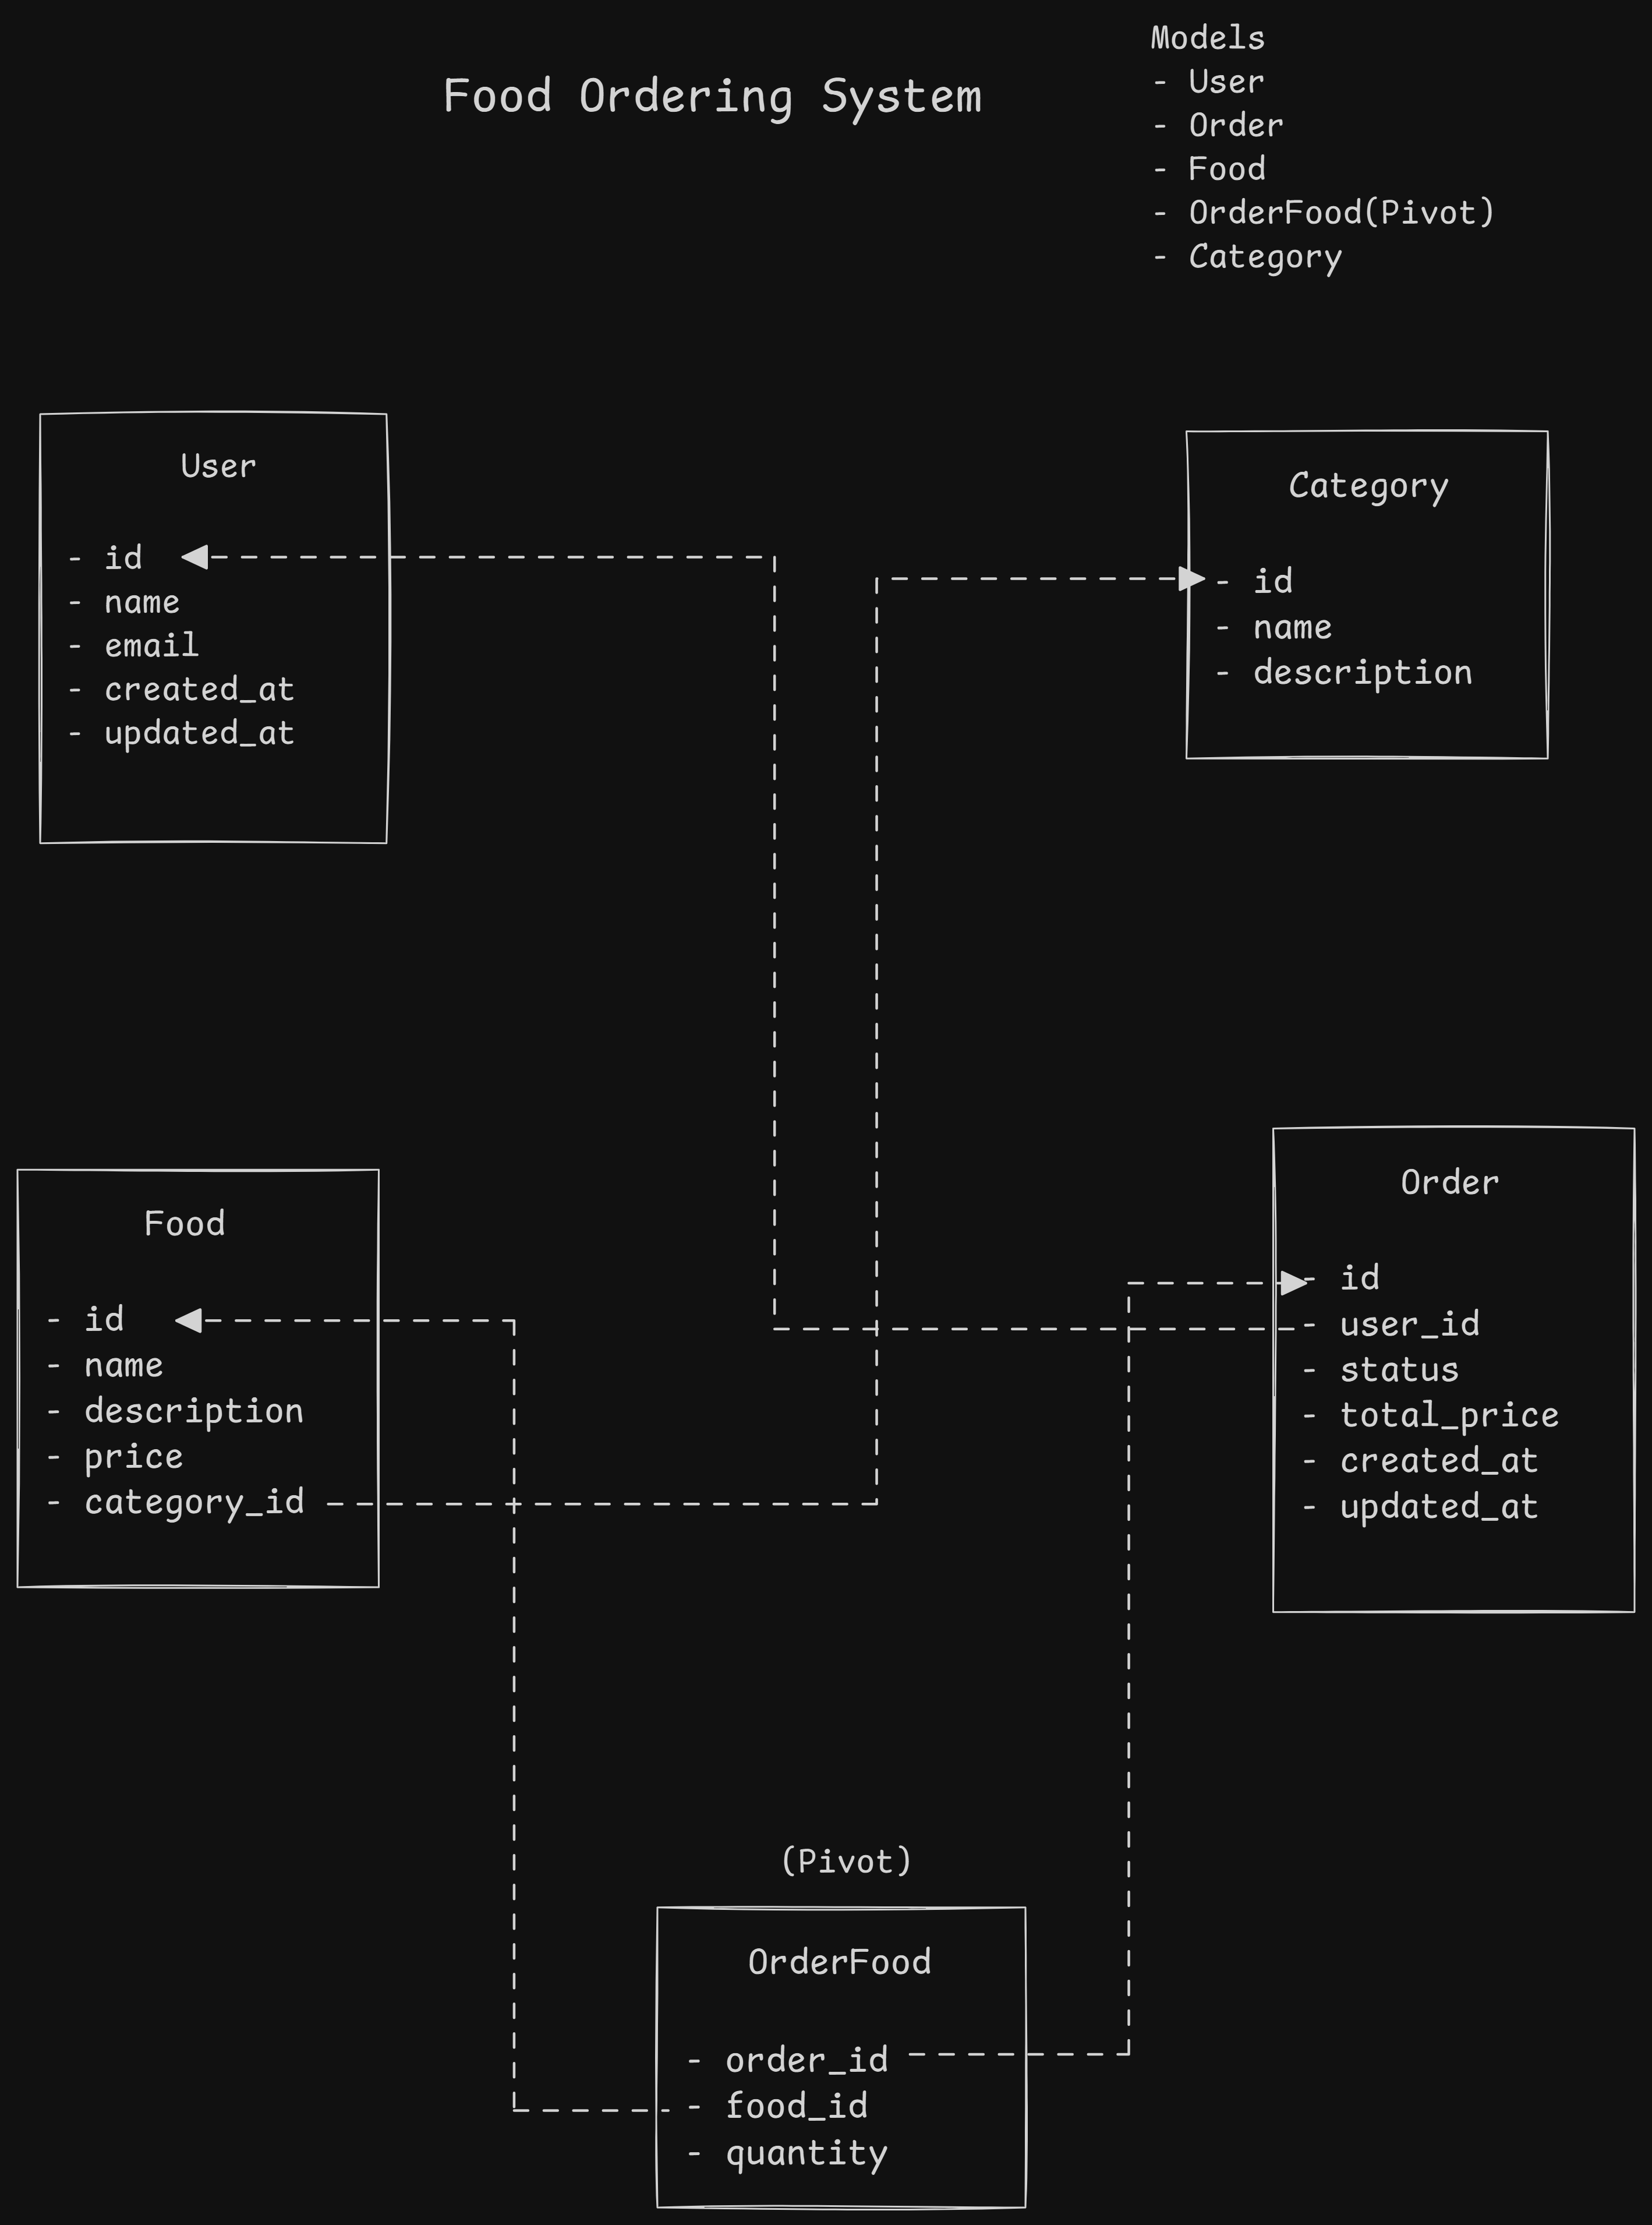 Food Ordering System
Models
- User
- Order
- Food
- OrderFood(Pivot)
- Category
User
- id
- name
- email
- created_at
- updated_at
Category
- id
- name
- description
Food
- id
- name
- description
- price
- category_id
Order
- id
- user_id
- status
- total_price
- created_at
- updated_at
(Pivot)
OrderFood
- order_id
- food_id
- quantity